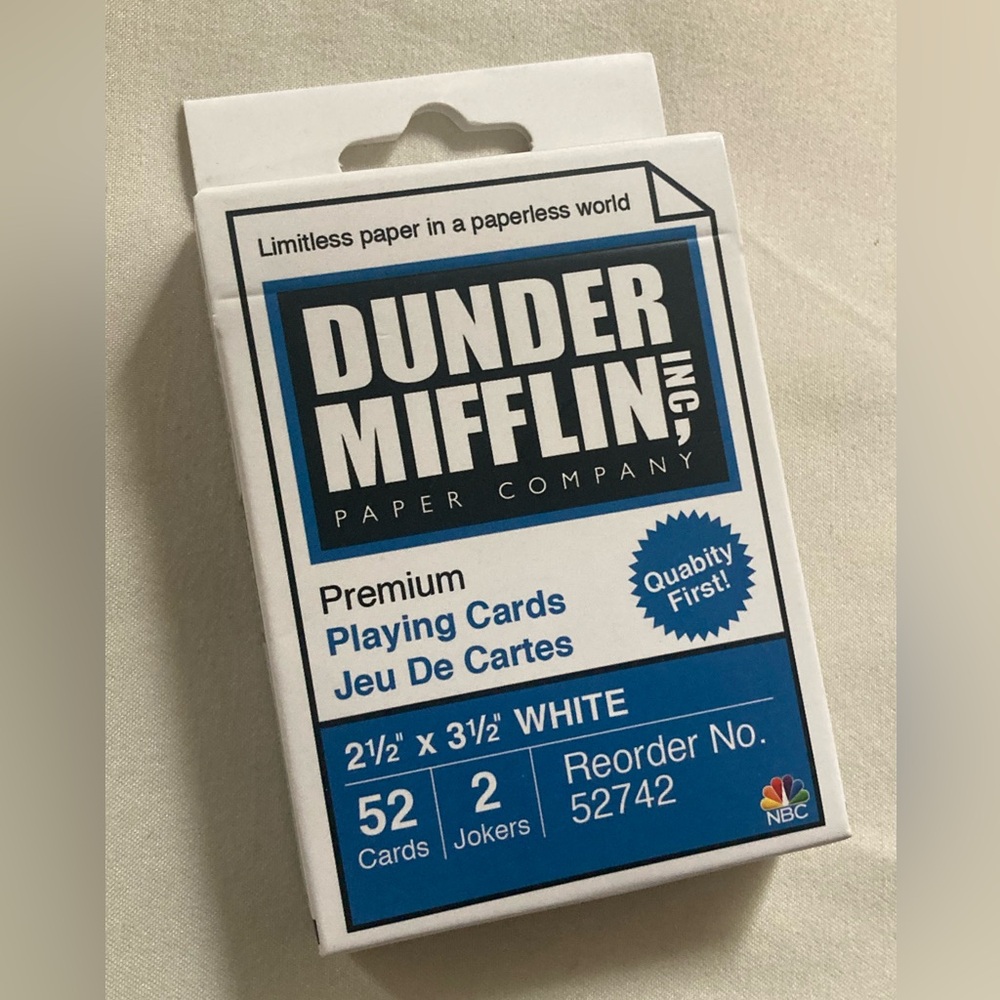 Limitless paper in a paperless world
DUNDER
MIFFLIN, INC
PAPER COMPANY
Quabity
First!
Premium
Playing Cards
Jeu De Cartes
2½" x 3½" WHITE
52
Cards
2
Jokers
Reorder No.
52742
NBC